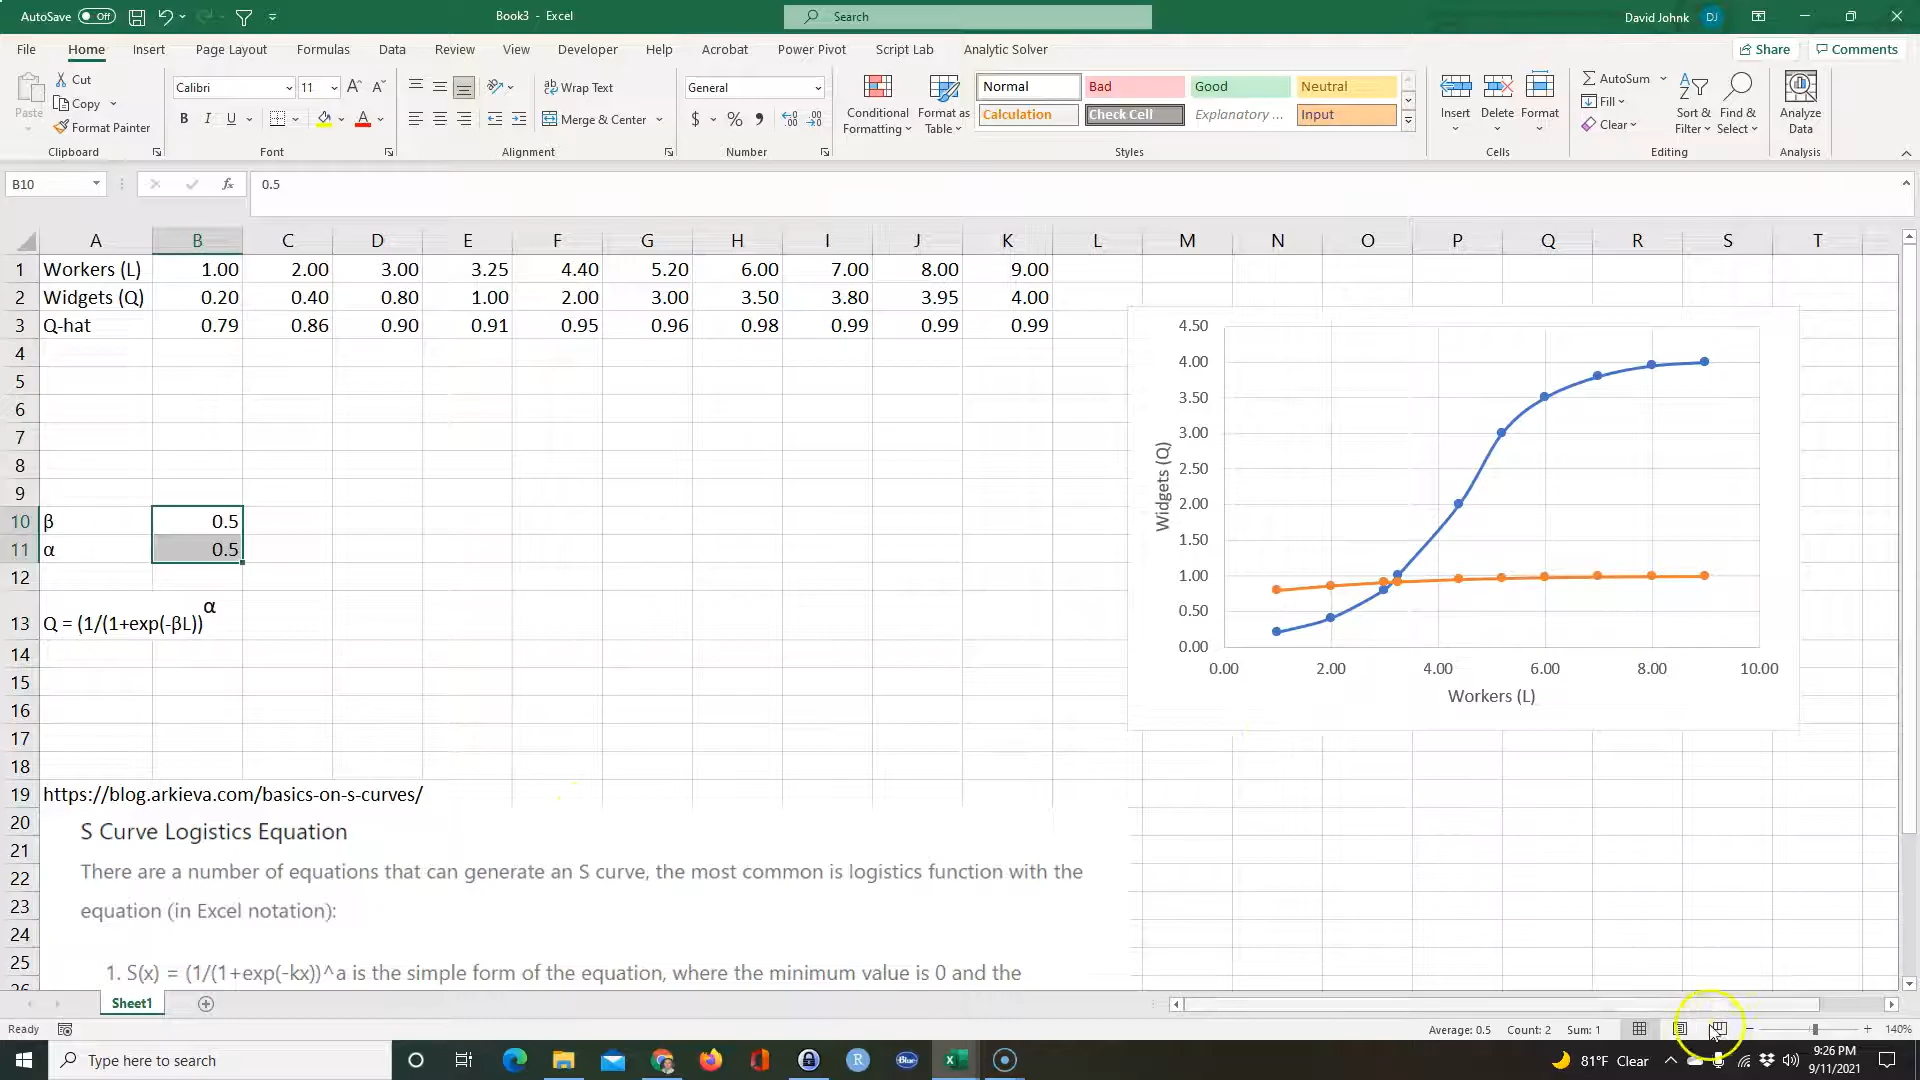 AutoSave Off Book3 - Excel Search David Johnk DJ
File Home Insert Page Layout Formulas Data Review View Developer Help Acrobat Power Pivot Script Lab Analytic Solver Share Comments
Paste Cut Copy Format Painter Clipboard
Calibri 11 A A B I U A Font
ab Wrap Text Merge & Center Alignment
General $ % , Number
Conditional Formatting Format as Table
Normal Bad Good Neutral
Calculation Check Cell Explanatory ... Input
Styles
Insert Delete Format Cells
AutoSum Fill Clear Sort & Filter Find & Select Editing
Analyze Data Analysis
B10 fx 0.5
A B C D E F G H I J K L M N O P Q R S T
1 Workers (L) 1.00 2.00 3.00 3.25 4.40 5.20 6.00 7.00 8.00 9.00
2 Widgets (Q) 0.20 0.40 0.80 1.00 2.00 3.00 3.50 3.80 3.95 4.00
3 Q-hat 0.79 0.86 0.90 0.91 0.95 0.96 0.98 0.99 0.99 0.99
4
5
6
7
8
9
10 β 0.5
11 α 0.5
12
13 Q = (1/(1+exp(-βL))α
14
15
16
17
18
19 https://blog.arkieva.com/basics-on-s-curves/
20
21
22
23
24
25
26
S Curve Logistics Equation
There are a number of equations that can generate an S curve, the most common is logistics function with the
equation (in Excel notation):
1. S(x) = (1/(1+exp(-kx))^a is the simple form of the equation, where the minimum value is 0 and the
4.50
4.00
3.50
3.00
2.50
2.00
1.50
1.00
0.50
0.00
Widgets (Q)
0.00 2.00 4.00 6.00 8.00 10.00
Workers (L)
Sheet1
Ready Average: 0.5 Count: 2 Sum: 1 140%
Type here to search
R Blue
81°F Clear
9:26 PM
9/11/2021